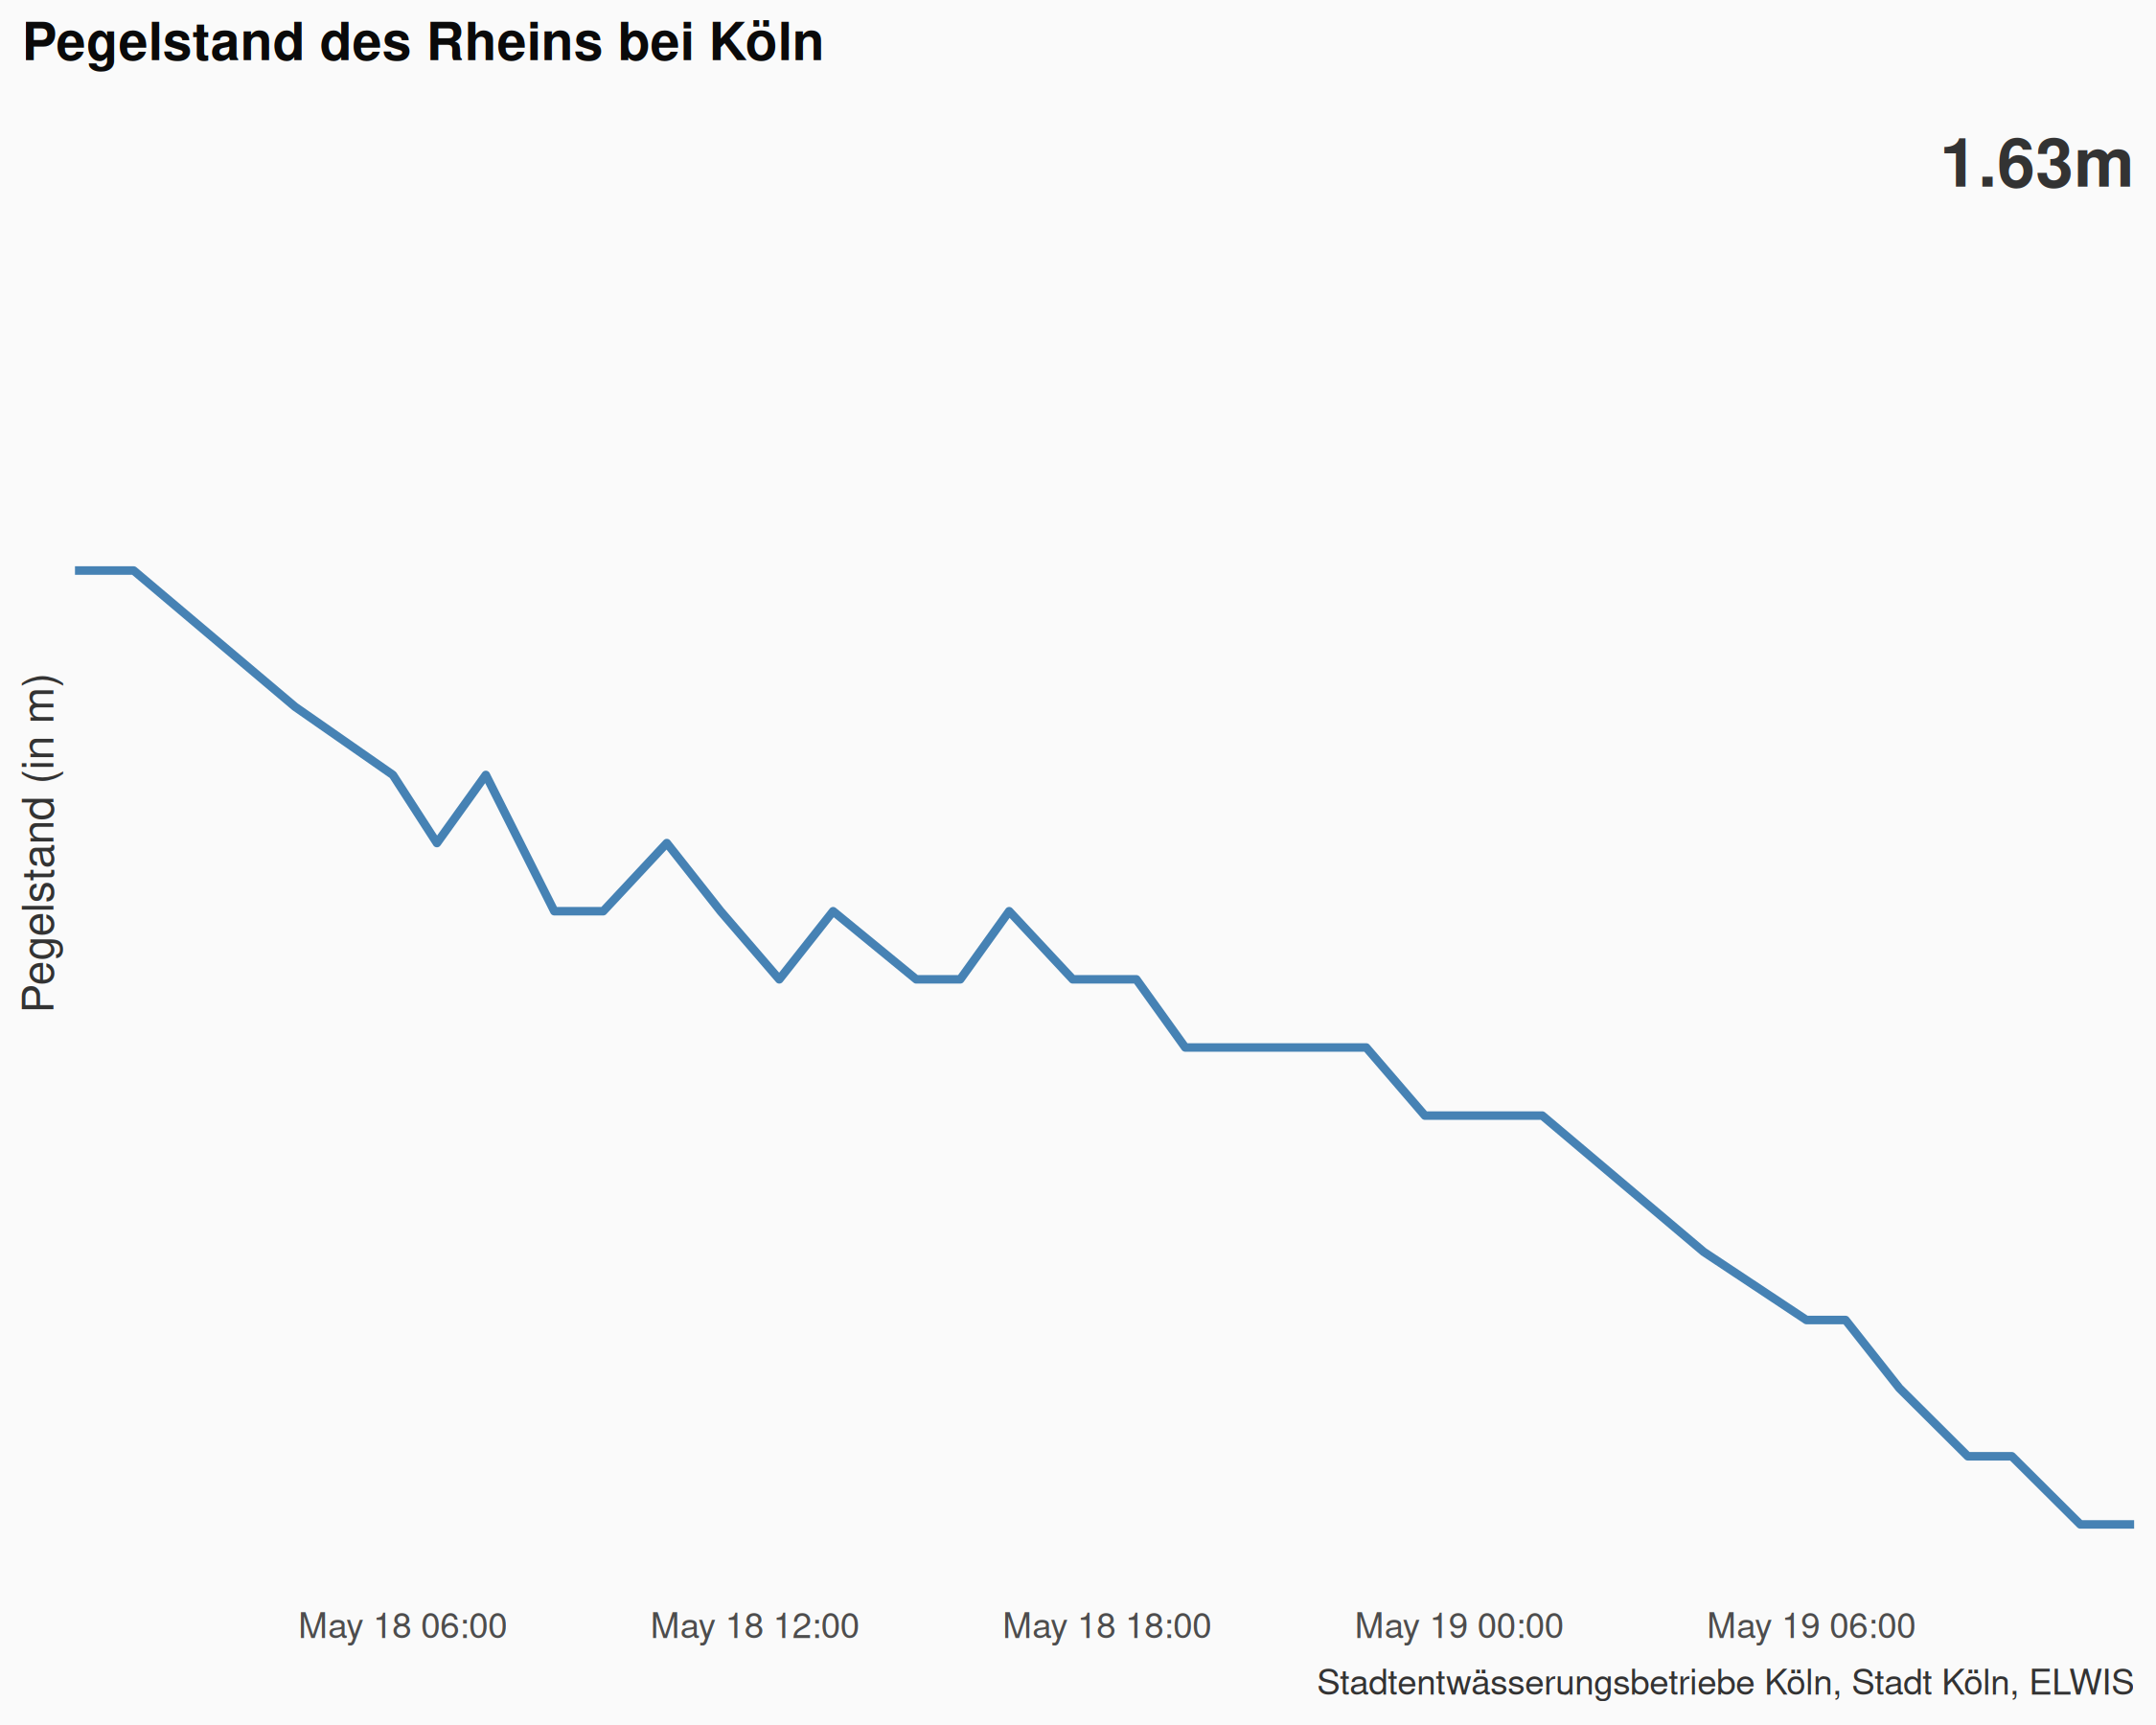 Pegelstand des Rheins bei Köln
1.63m
Pegelstand (in m)
May 18 06:00
May 18 12:00
May 18 18:00
May 19 00:00
May 19 06:00
Stadtentwässerungsbetriebe Köln, Stadt Köln, ELWIS